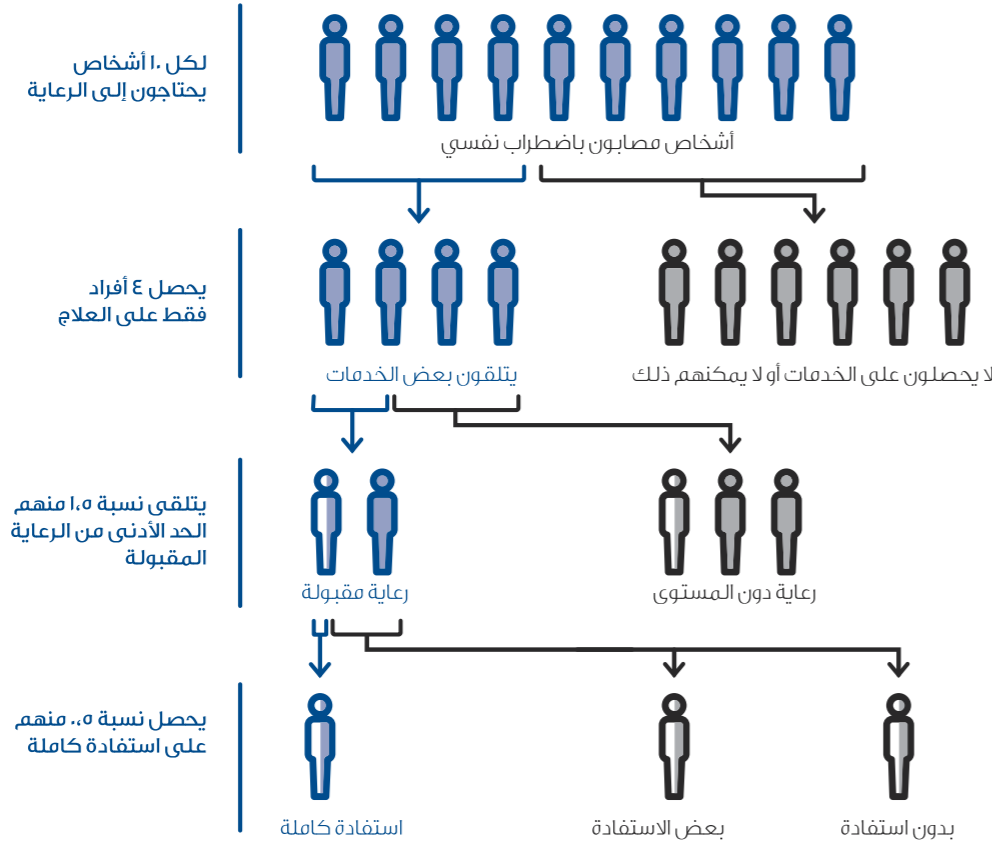 لكل ١٠ أشخاص
يحتاجون إلى الرعاية
أشخاص مصابون باضطراب نفسي
يحصل ٤ أفراد
فقط على العلاج
يتلقون بعض الخدمات
لا يحصلون على الخدمات أو لا يمكنهم ذلك
يتلقى نسبة ١,٥ منهم
الحد الأدنى من الرعاية
المقبولة
رعاية مقبولة
رعاية دون المستوى
يحصل نسبة ٠,٥ منهم
على استفادة كاملة
استفادة كاملة
بعض الاستفادة
بدون استفادة